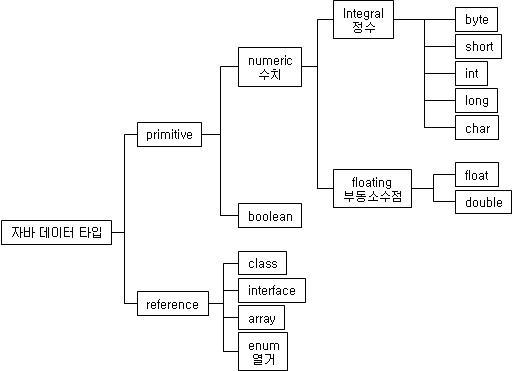 자바 데이터 타입
primitive
numeric
수치
Integral
정수
byte
short
int
long
char
floating
부동소수점
float
double
boolean
reference
class
interface
array
enum
열거